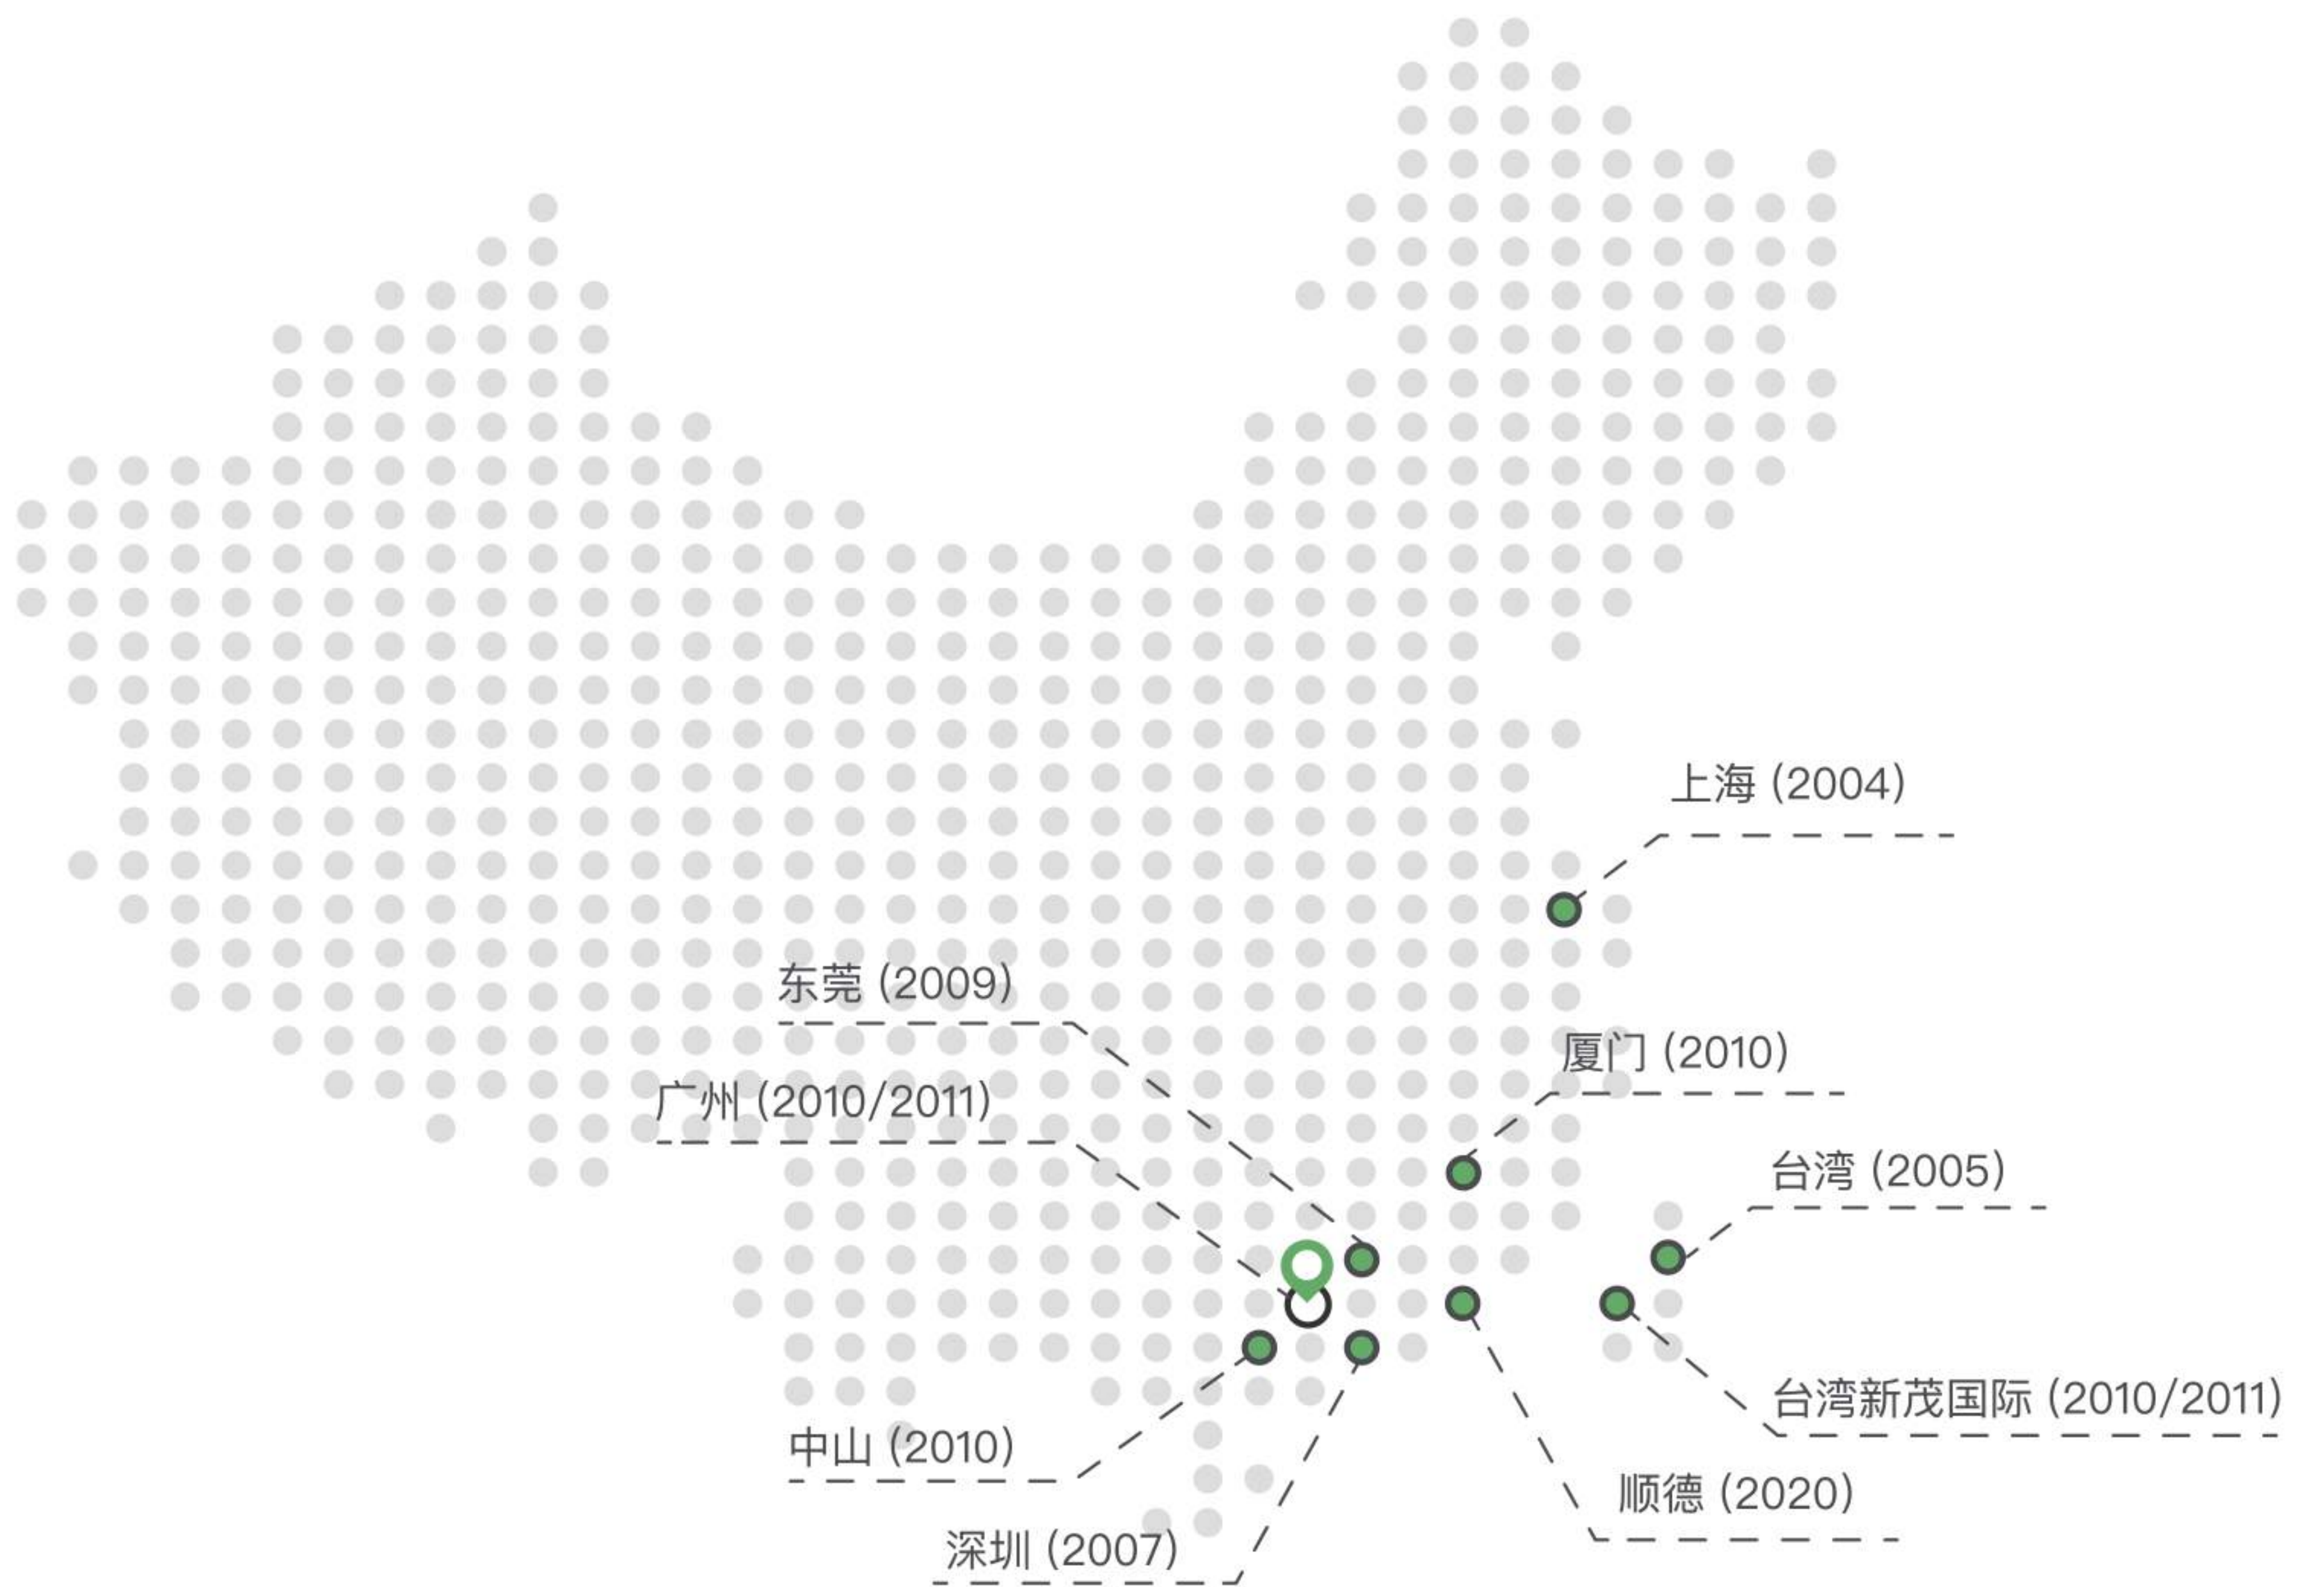 上海 (2004)
东莞 (2009)
厦门 (2010)
广州 (2010/2011)
台湾 (2005)
台湾新茂国际 (2010/2011)
中山 (2010)
顺德 (2020)
深圳 (2007)